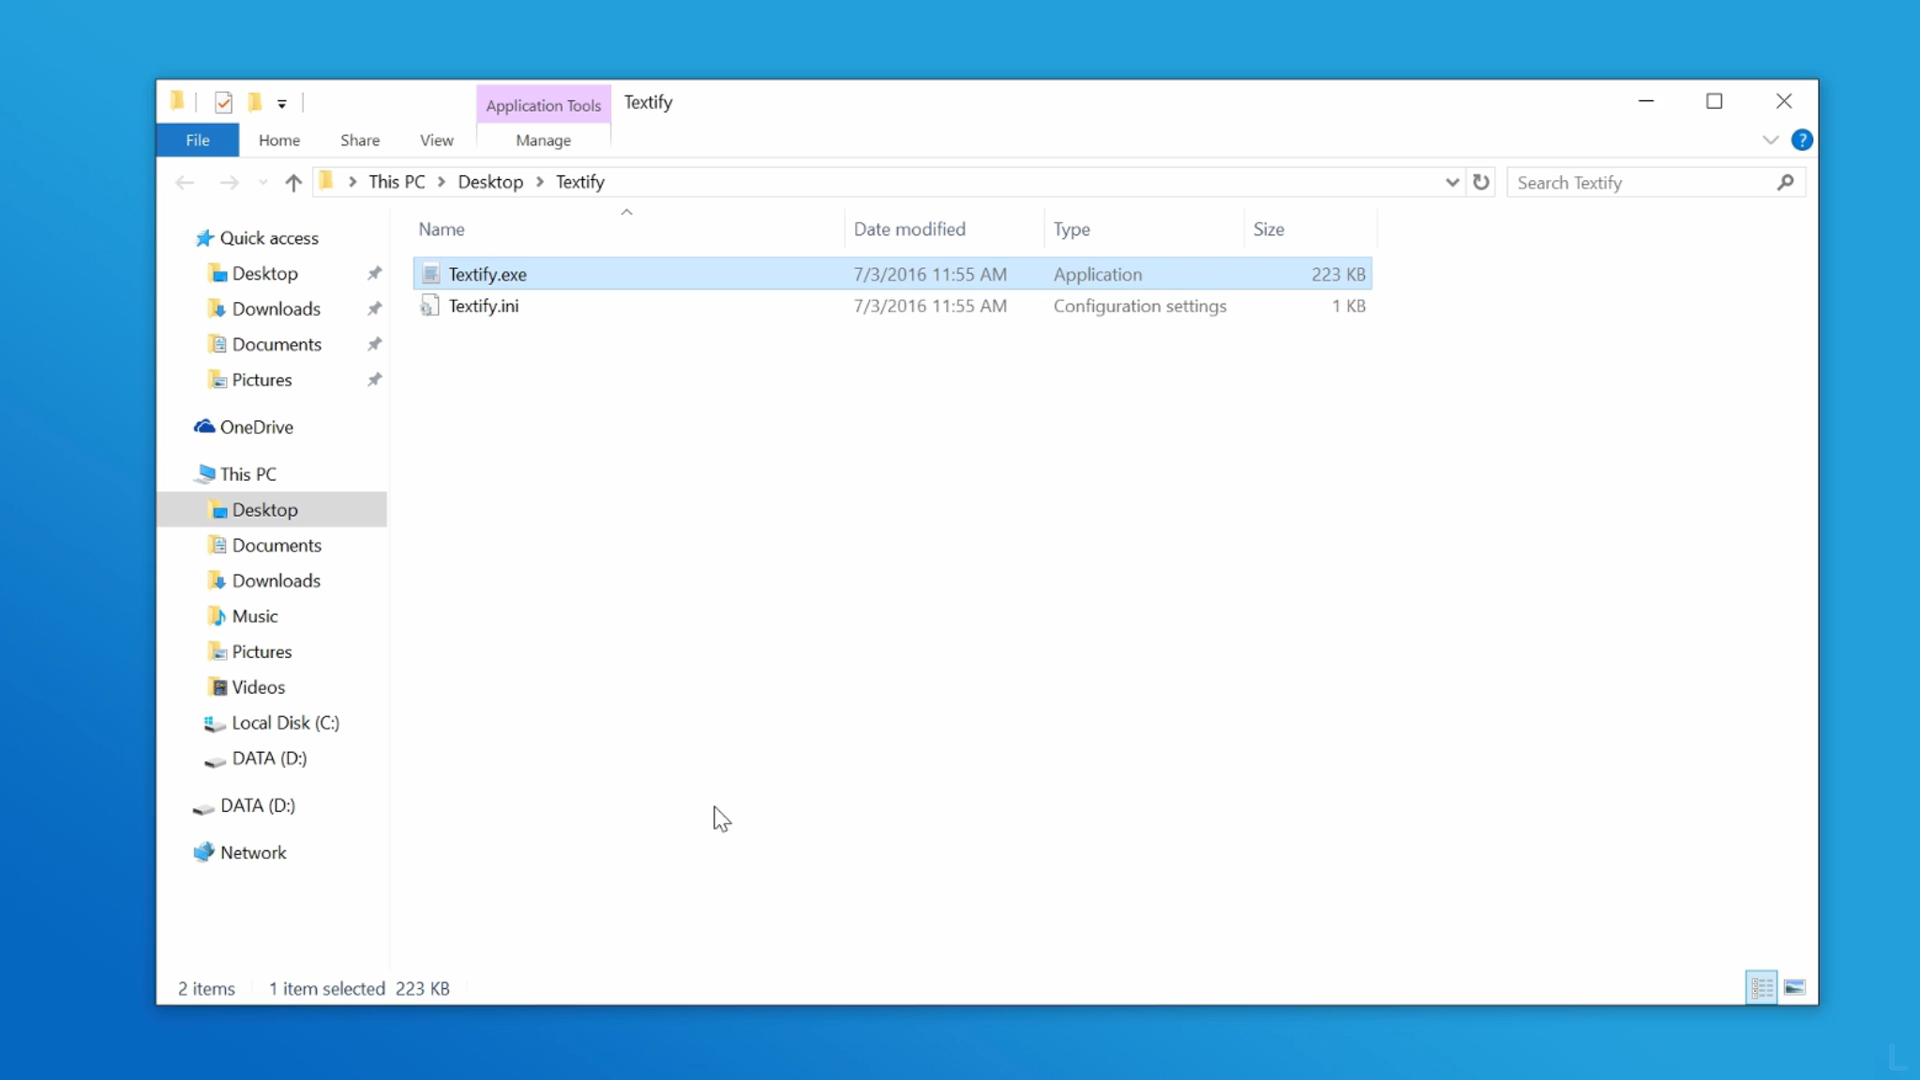 Application Tools Textify
File Home Share View Manage
?
This PC Desktop Textify
Search Textify
Name Date modified Type Size
Textify.exe 7/3/2016 11:55 AM Application 223 KB
Textify.ini 7/3/2016 11:55 AM Configuration settings 1 KB
Quick access
Desktop
Downloads
Documents
Pictures
OneDrive
This PC
Desktop
Documents
Downloads
Music
Pictures
Videos
Local Disk (C:)
DATA (D:)
DATA (D:)
Network
2 items 1 item selected 223 KB
L